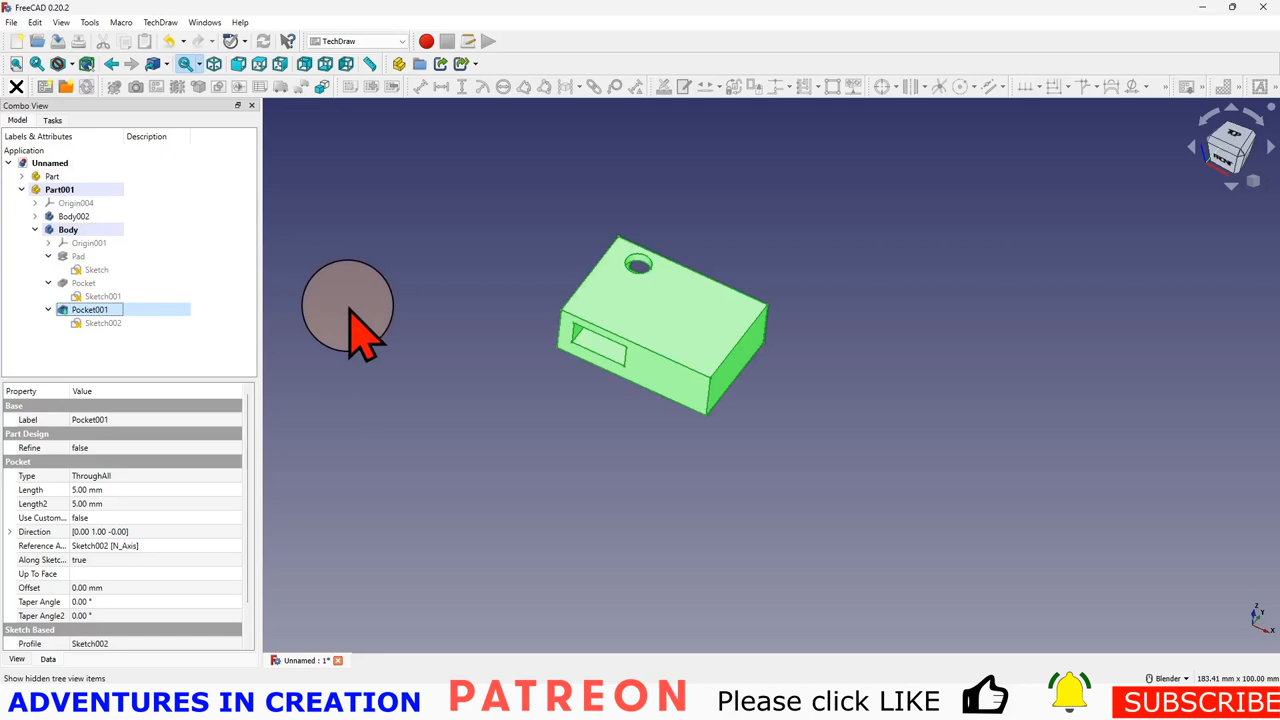 FreeCAD 0.20.2
File Edit View Tools Macro TechDraw Windows Help
TechDraw
Combo View
Model Tasks
Labels & Attributes Description
Application
Unnamed
Part
Part001
Origin004
Body002
Body
Origin001
Pad
Sketch
Pocket
Sketch001
Pocket001
Sketch002
Property Value
Base
Label Pocket001
Part Design
Refine false
Pocket
Type ThroughAll
Length 5.00 mm
Length2 5.00 mm
Use Custom... false
Direction [0.00 1.00 -0.00]
Reference A... Sketch002 [N_Axis]
Along Sketc... true
Up To Face
Offset 0.00 mm
Taper Angle 0.00 °
Taper Angle2 0.00 °
Sketch Based
Profile Sketch002
View Data
Unnamed : 1*
Z
Y
X
Show hidden tree view items
Blender 183.41 mm x 100.00 mm
ADVENTURES IN CREATION PATREON Please click LIKE SUBSCRIBE